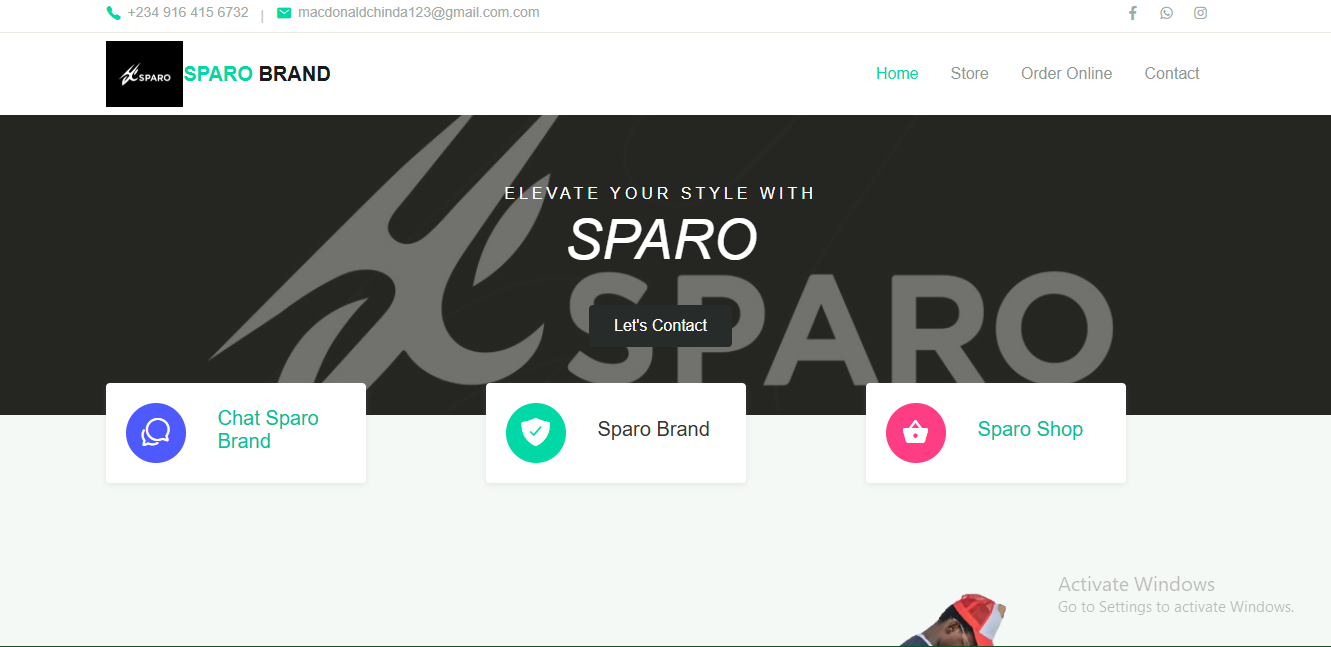 +234 916 415 6732 | macdonaldchinda123@gmail.com.com
SPARO
SPARO BRAND
Home Store Order Online Contact
ELEVATE YOUR STYLE WITH
SPARO
SPARO
Let's Contact
Chat Sparo
Brand
Sparo Brand
Sparo Shop
Activate Windows
Go to Settings to activate Windows.